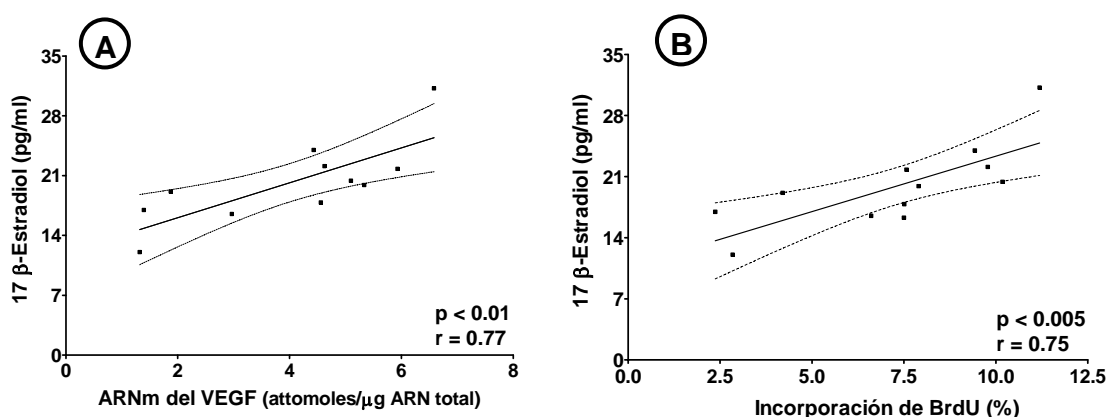 A
35
28
21
14
7
0
17 β-Estradiol (pg/ml)
p < 0.01
r = 0.77
0 2 4 6 8
ARNm del VEGF (attomoles/μg ARN total)
B
35
28
21
14
7
0
17 β-Estradiol (pg/ml)
p < 0.005
r = 0.75
0.0 2.5 5.0 7.5 10.0 12.5
Incorporación de BrdU (%)